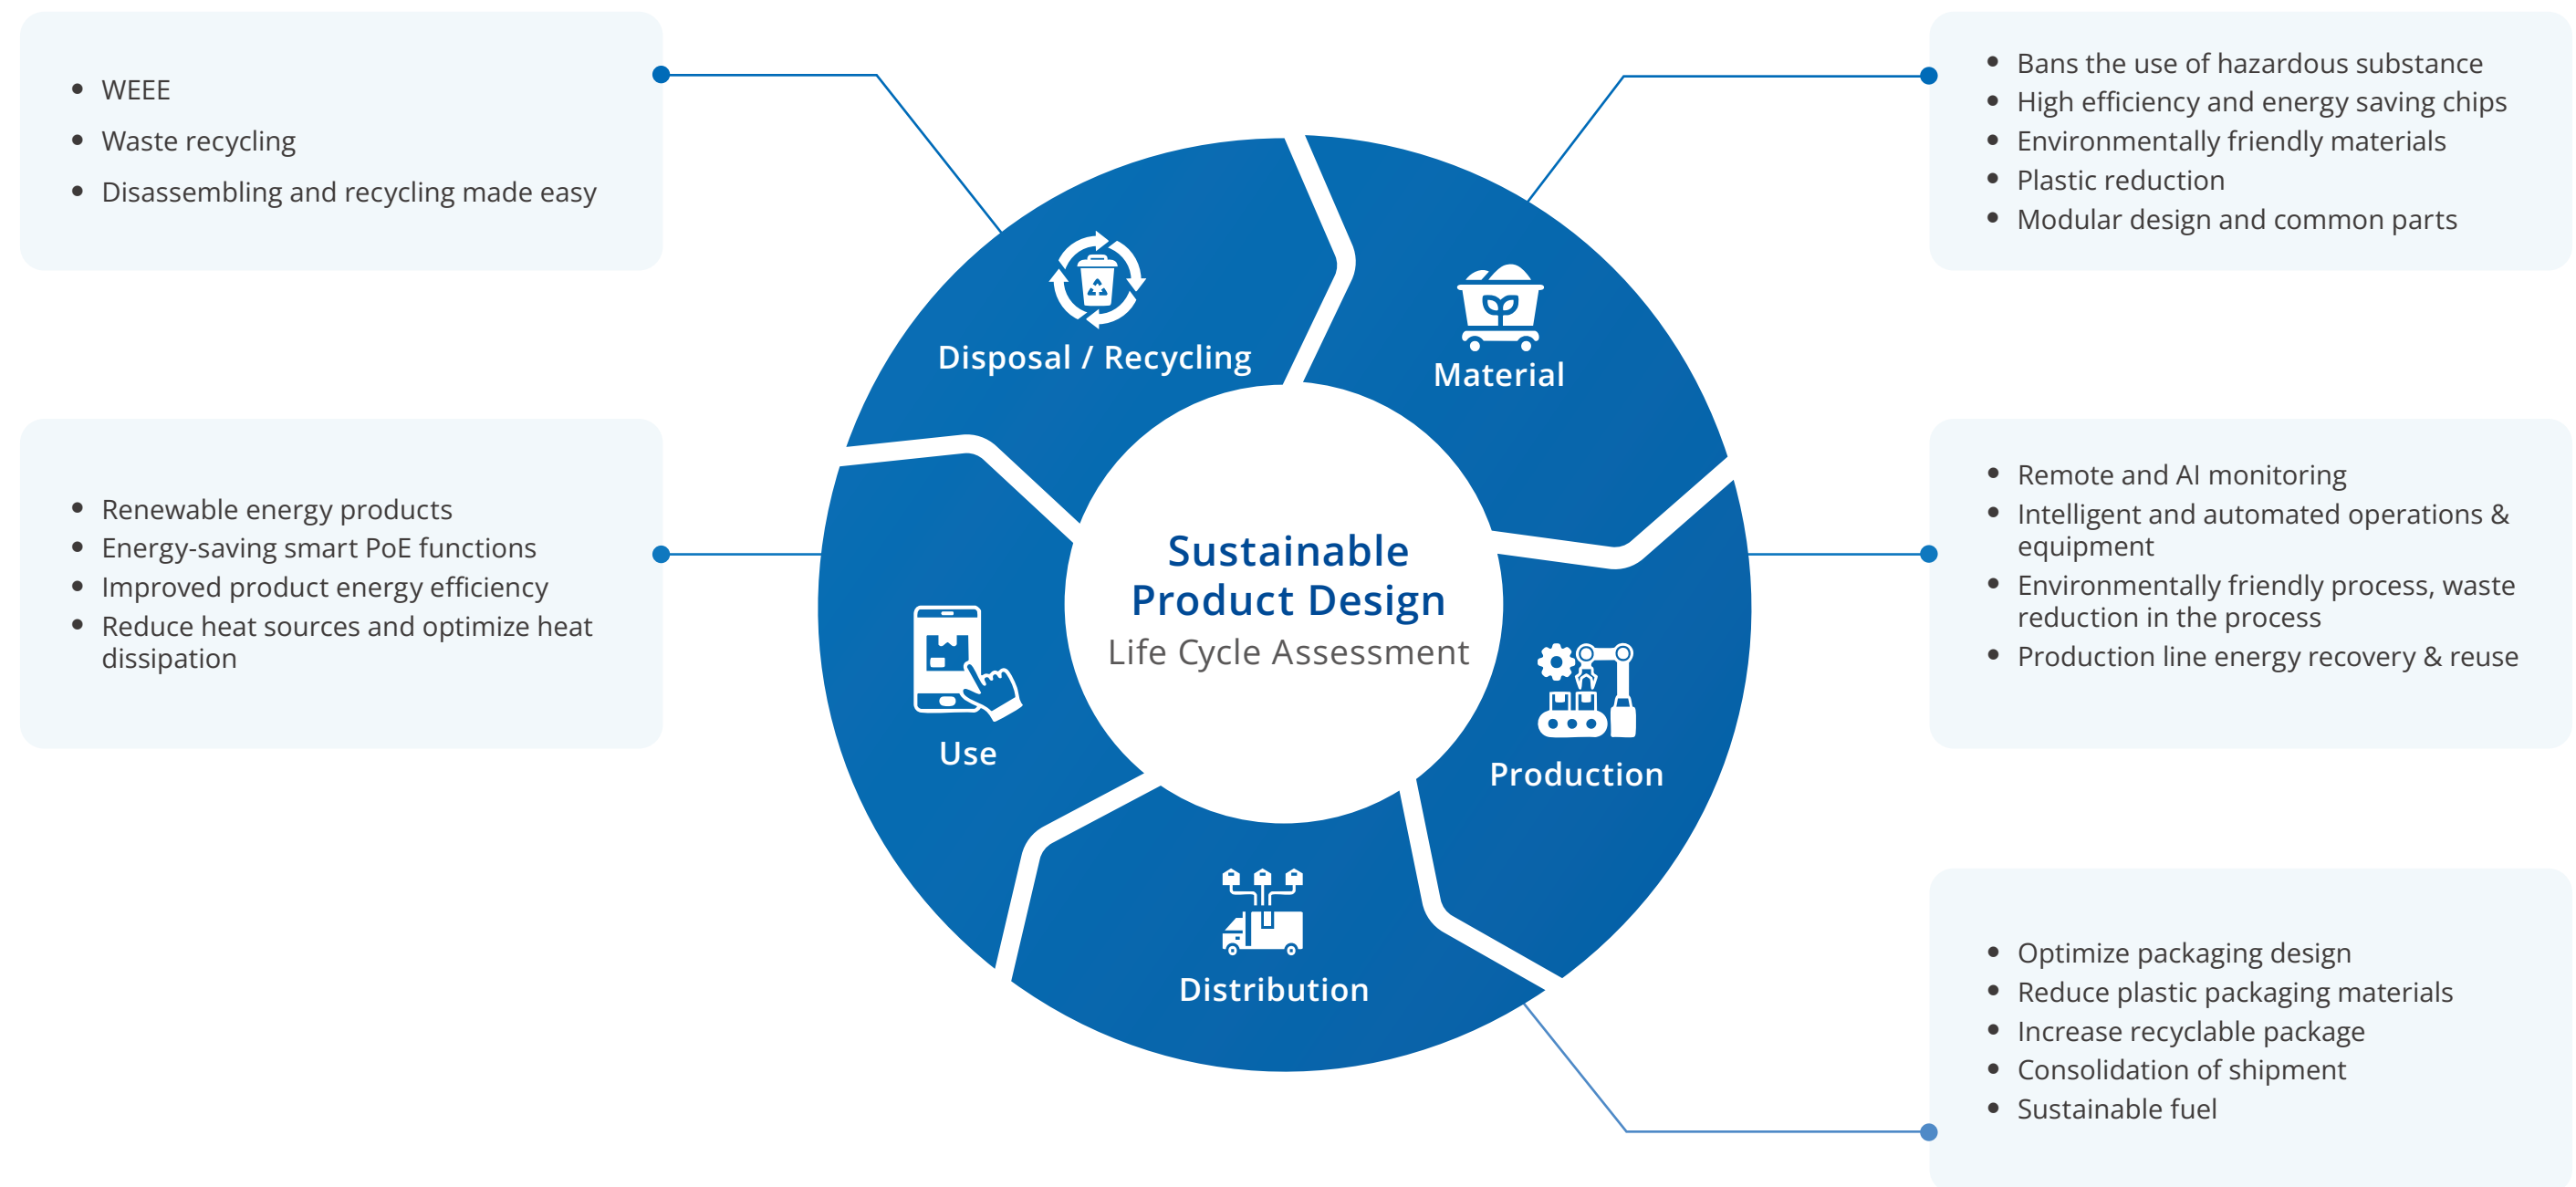 WEEE
Waste recycling
Disassembling and recycling made easy
Bans the use of hazardous substance
High efficiency and energy saving chips
Environmentally friendly materials
Plastic reduction
Modular design and common parts
Disposal / Recycling
Material
Renewable energy products
Energy-saving smart PoE functions
Improved product energy efficiency
Reduce heat sources and optimize heat
dissipation
Sustainable
Product Design
Life Cycle Assessment
Remote and AI monitoring
Intelligent and automated operations &
equipment
Environmentally friendly process, waste
reduction in the process
Production line energy recovery & reuse
Use
Production
Distribution
Optimize packaging design
Reduce plastic packaging materials
Increase recyclable package
Consolidation of shipment
Sustainable fuel